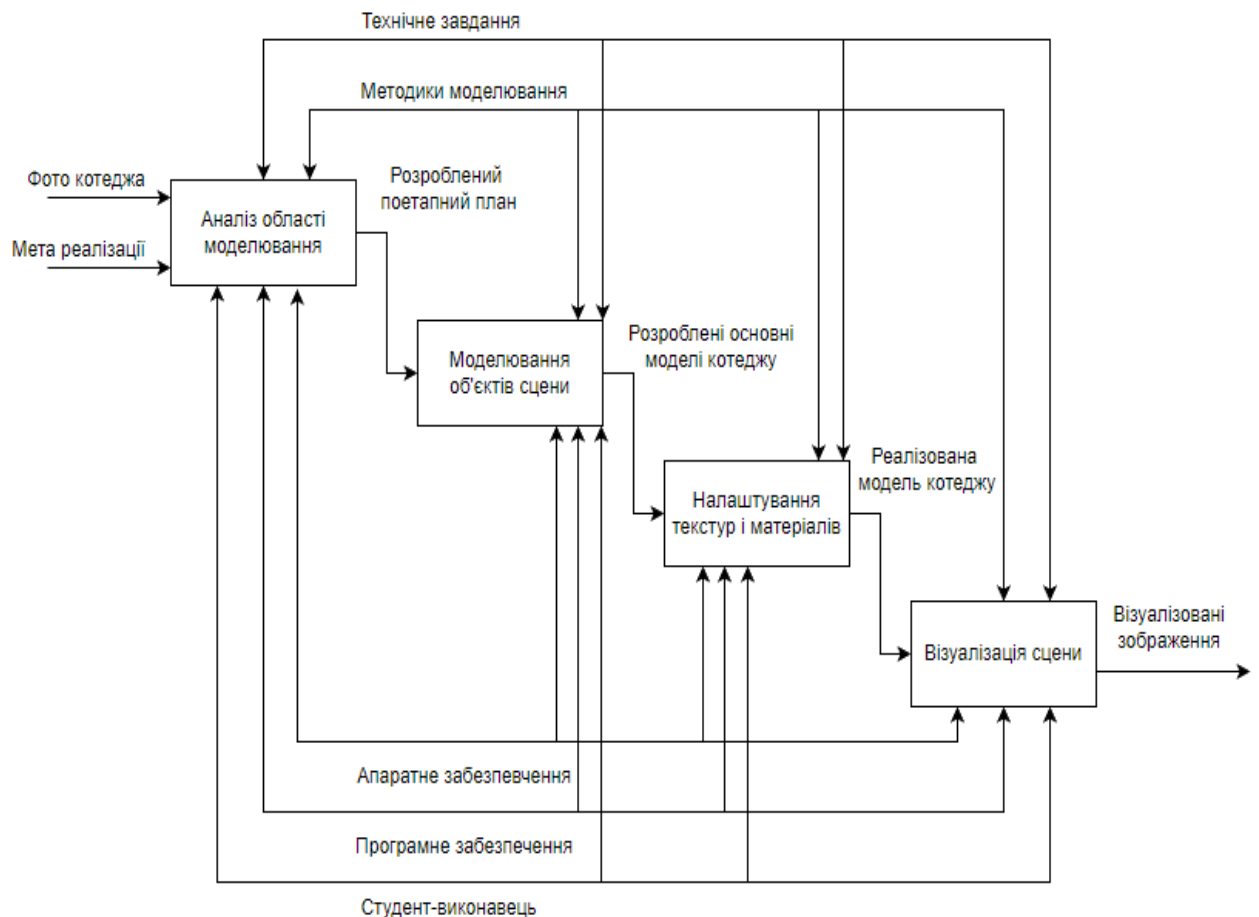 Технічне завдання
Методики моделювання
Фото котеджа
Мета реалізації
Аналіз області
моделювання
Розроблений
поетапний план
Моделювання
об'єктів сцени
Розроблені основні
моделі котеджу
Налаштування
текстур і матеріалів
Реалізована
модель котеджу
Візуалізація сцени
Візуалізовані
зображення
Апаратне забезпевчення
Програмне забезпечення
Студент-виконавець